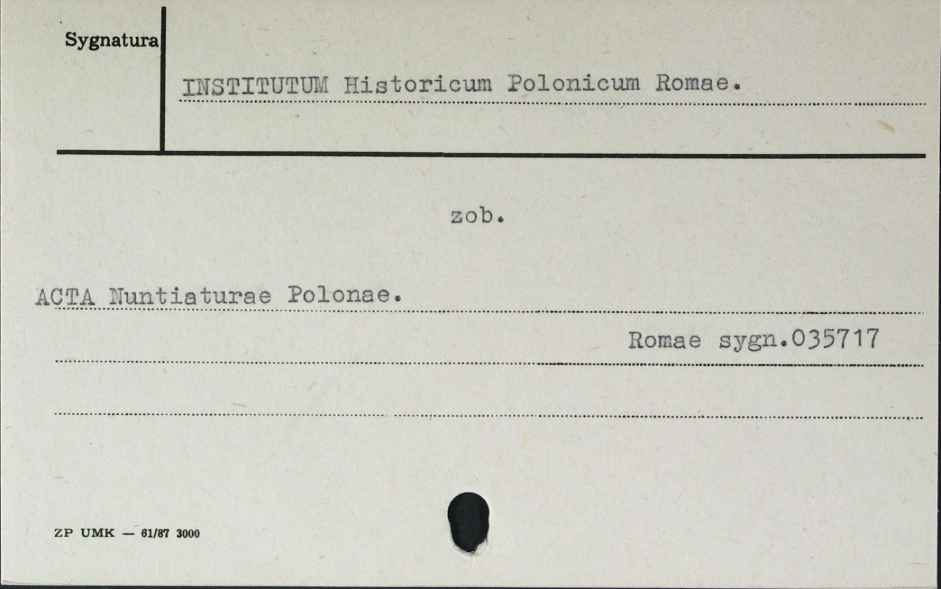 Sygnatura
INSTITUTUM Historicum Polonicum Romae.
zob.
ACTA Nuntiaturae Polonae.
Romae sygn.035717
ZP UMK — 61/87 3000